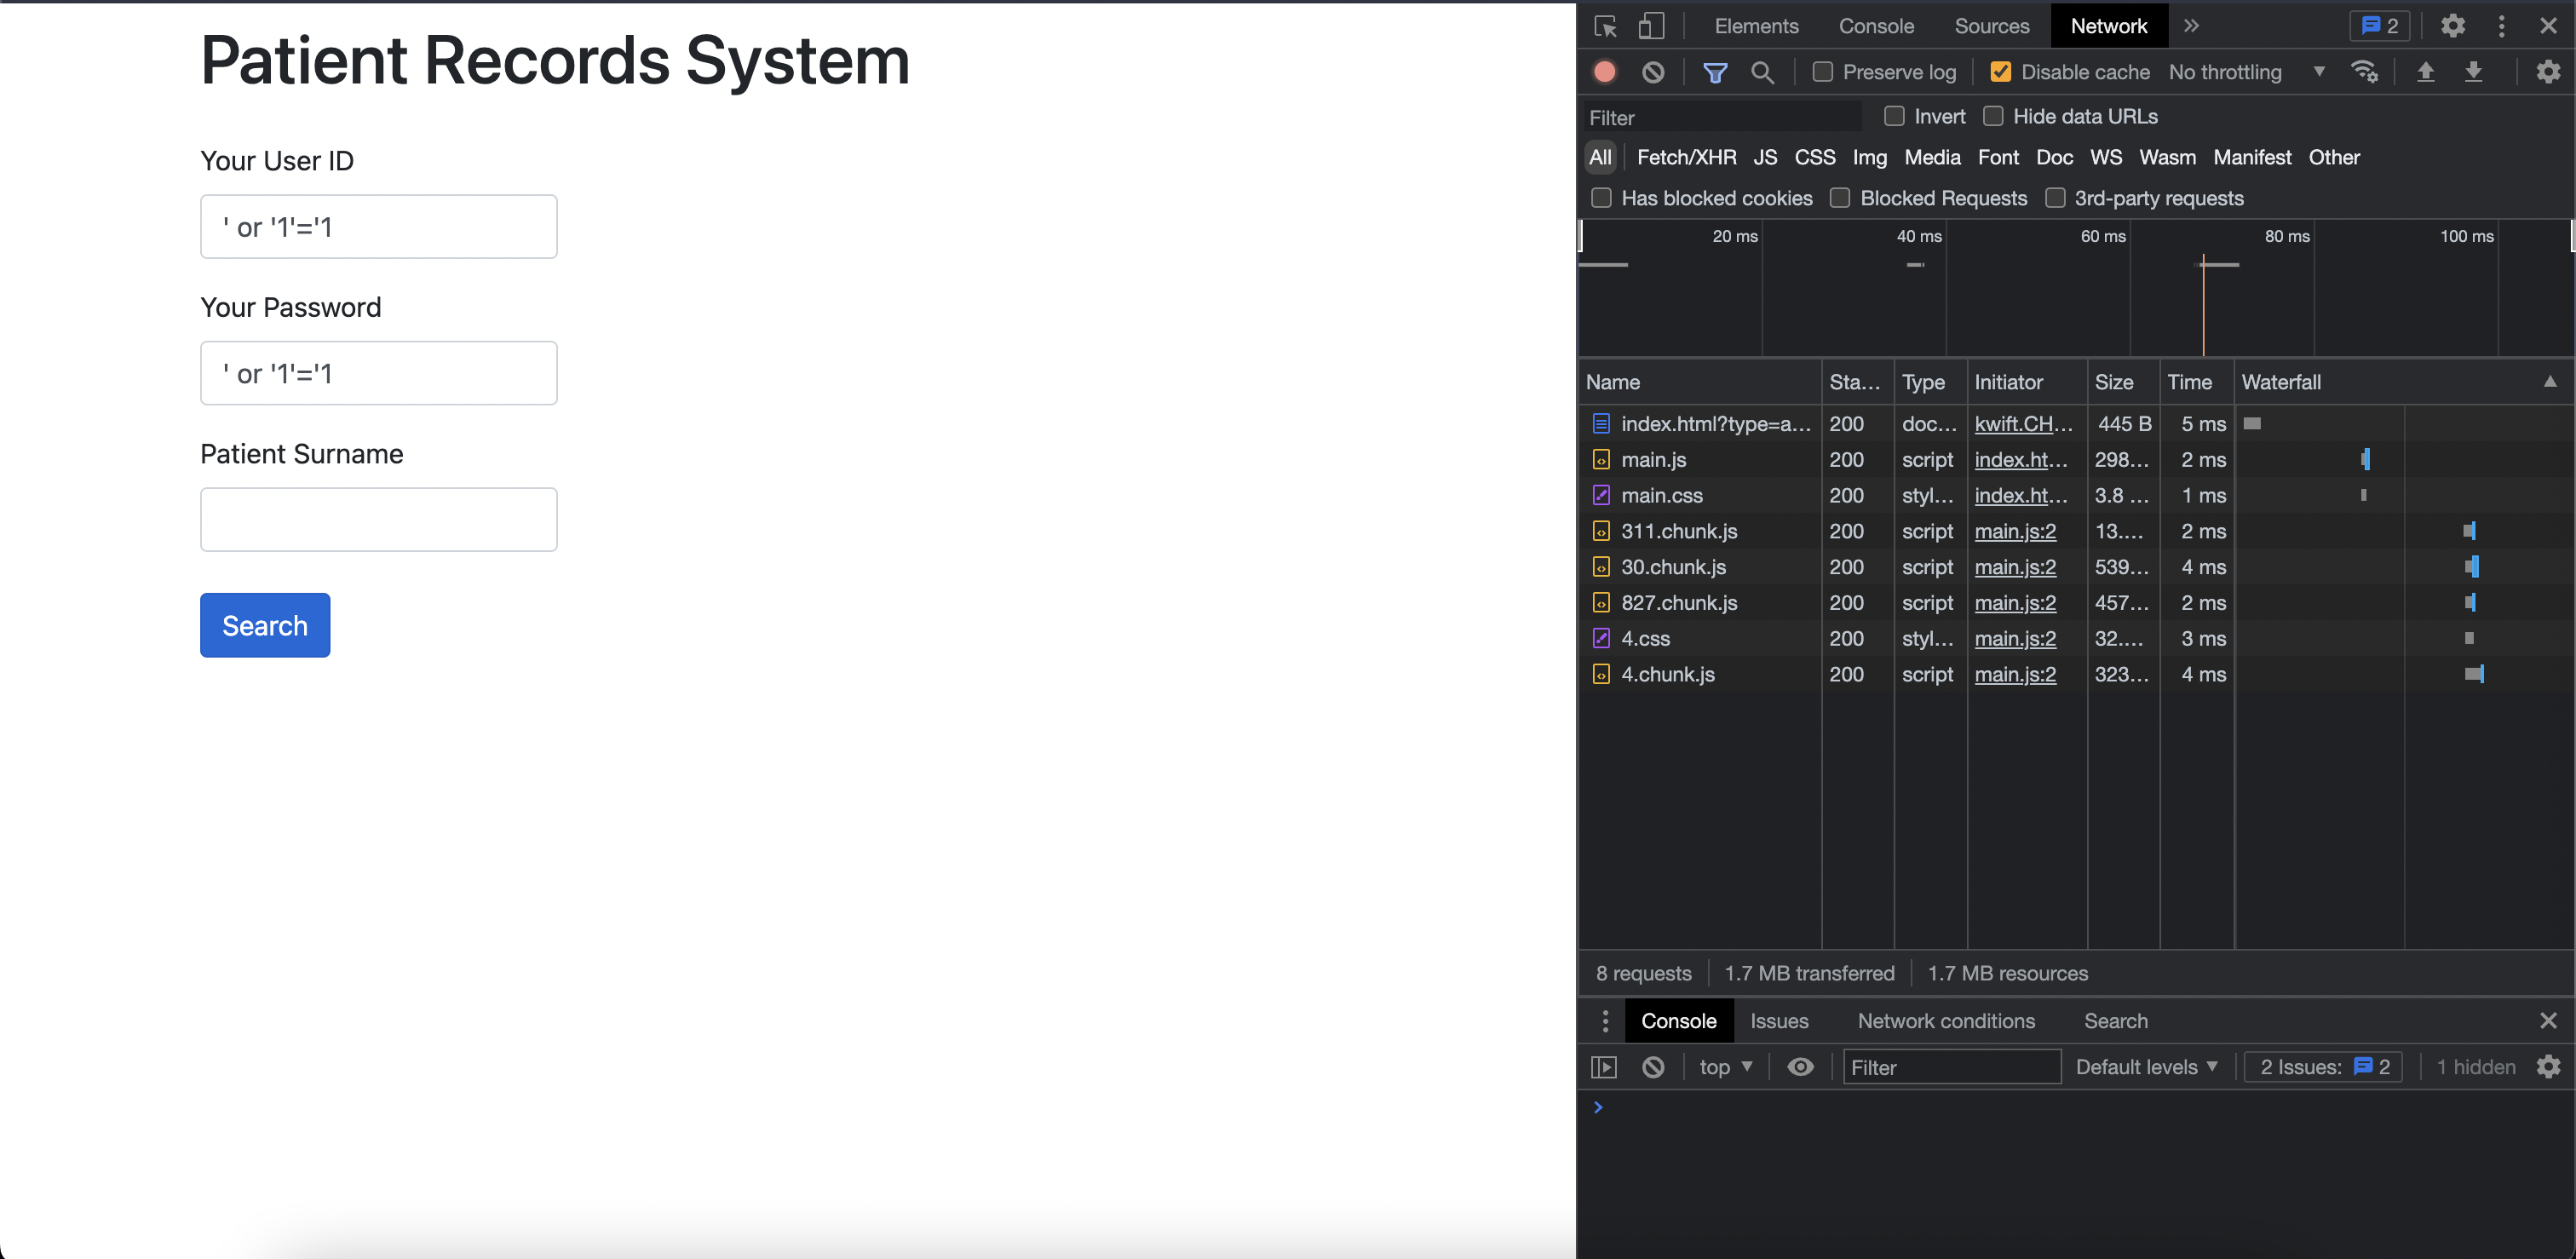 Patient Records System
Your User ID
' or '1'='1
Your Password
' or '1'='1
Patient Surname
Search
Elements Console Sources Network » 2
Preserve log Disable cache No throttling
Filter Invert Hide data URLs
All Fetch/XHR JS CSS Img Media Font Doc WS Wasm Manifest Other
Has blocked cookies Blocked Requests 3rd-party requests
20 ms 40 ms 60 ms 80 ms 100 ms
Name Sta... Type Initiator Size Time Waterfall
index.html?type=a... 200 doc... kwift.CH... 445 B 5 ms
main.js 200 script index.ht... 298... 2 ms
main.css 200 styl... index.ht... 3.8 ... 1 ms
311.chunk.js 200 script main.js:2 13.... 2 ms
30.chunk.js 200 script main.js:2 539... 4 ms
827.chunk.js 200 script main.js:2 457... 2 ms
4.css 200 styl... main.js:2 32.... 3 ms
4.chunk.js 200 script main.js:2 323... 4 ms
8 requests 1.7 MB transferred 1.7 MB resources
Console Issues Network conditions Search
top Filter Default levels 2 Issues: 2 1 hidden